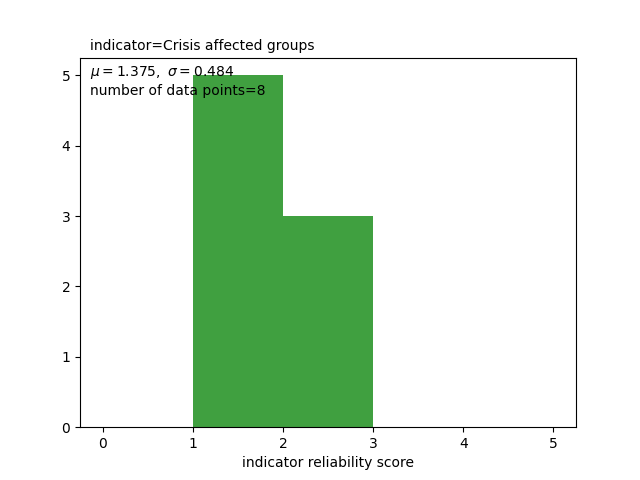 indicator=Crisis affected groups
μ = 1.375, σ = 0.484
number of data points=8
5
4
3
2
1
0
0 1 2 3 4 5
indicator reliability score